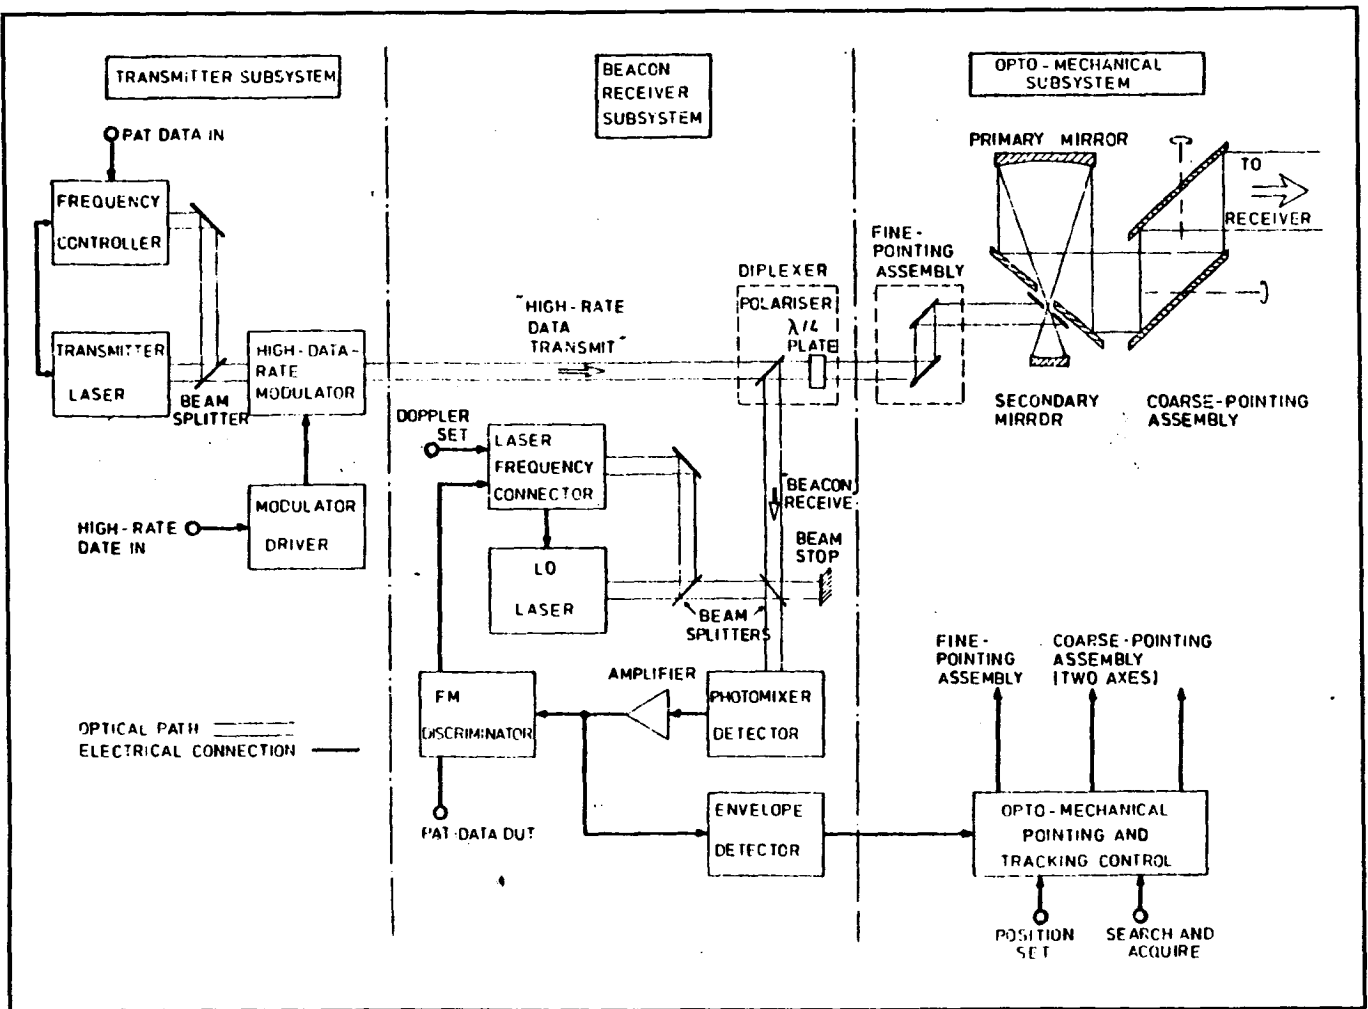 TRANSMITTER SUBSYSTEM
PAT DATA IN
FREQUENCY
CONTROLLER
TRANSMITTER
LASER
BEAM
SPLITTER
HIGH-DATA-
RATE
MODULATOR
MODULATOR
DRIVER
HIGH-RATE
DATE IN
OPTICAL PATH
ELECTRICAL CONNECTION
BEACON
RECEIVER
SUBSYSTEM
"HIGH-RATE
DATA
TRANSMIT"
DIPLEXER
POLARISER
λ/4
PLATE
DOPPLER
SET
LASER
FREQUENCY
CONNECTOR
LO
LASER
"BEACON
RECEIVE"
BEAM
STOP
BEAM
SPLITTERS
AMPLIFIER
FM
DISCRIMINATOR
PHOTOMIXER
DETECTOR
PAT-DATA OUT
ENVELOPE
DETECTOR
OPTO-MECHANICAL
SUBSYSTEM
PRIMARY MIRROR
TO
RECEIVER
FINE-
POINTING
ASSEMBLY
SECONDARY
MIRROR
COARSE-POINTING
ASSEMBLY
FINE-
POINTING
ASSEMBLY
COARSE-POINTING
ASSEMBLY
(TWO AXES)
OPTO-MECHANICAL
POINTING AND
TRACKING CONTROL
POSITION
SET
SEARCH AND
ACQUIRE